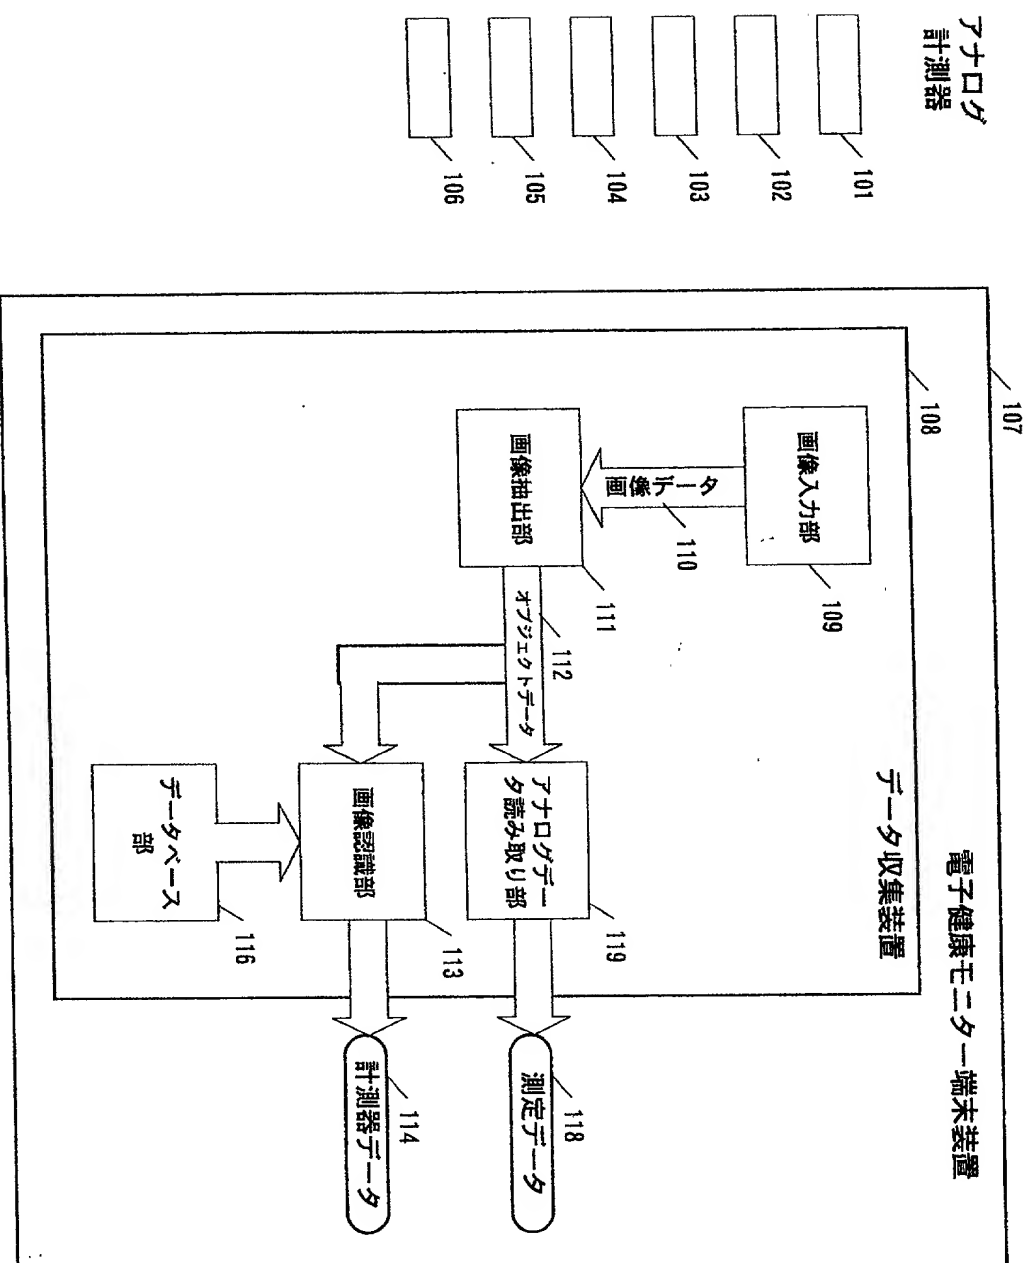 アナログ
計測器
101
102
103
104
105
106
107
電子健康モニター端末装置
108
データ収集装置
画像入力部
109
画像データ
110
画像抽出部
111
オブジェクトデータ
112
アナログデー
タ読み取り部
119
測定データ
118
画像認識部
113
計測器データ
114
データベース
部
116